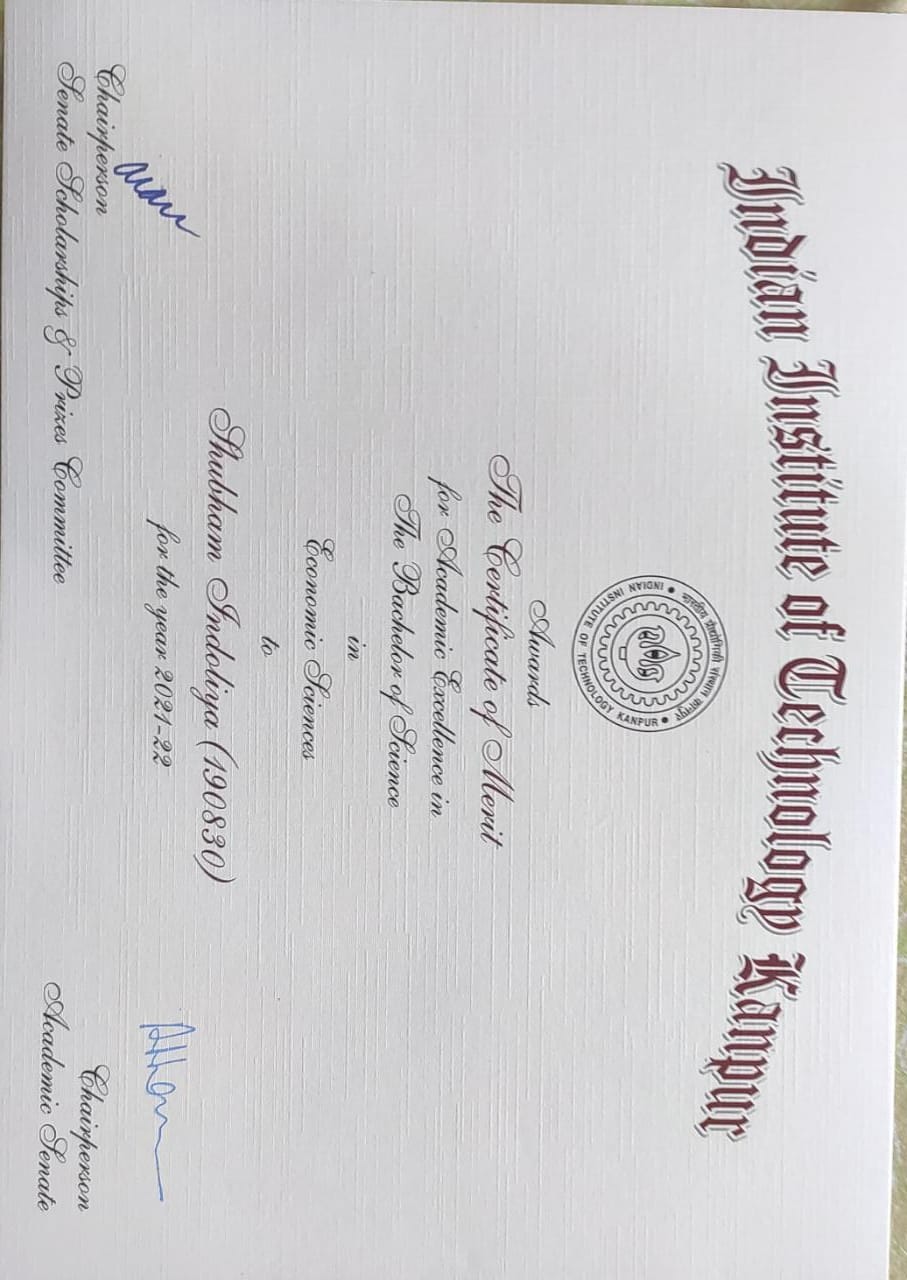 Indian Institute of Technology Kanpur
INDIAN INSTITUTE OF TECHNOLOGY KANPUR
Awards
The Certificate of Merit
for Academic Excellence in
The Bachelor of Science
in
Economic Sciences
to
Shubham Indoliya (190830)
for the year 2021-22
Chairperson
Senate Scholarships & Prizes Committee
Chairperson
Academic Senate